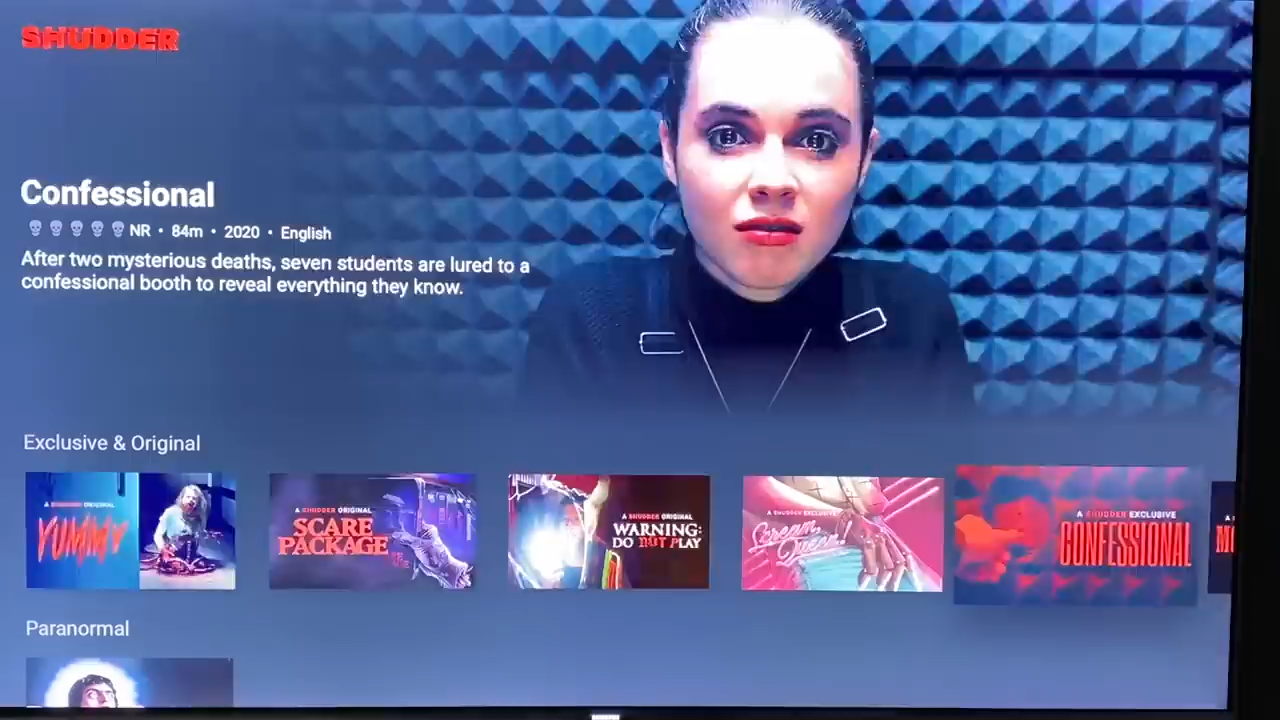 SHUDDER
Confessional
NR • 84m • 2020 • English
After two mysterious deaths, seven students are lured to a
confessional booth to reveal everything they know.
Exclusive & Original
A SHUDDER ORIGINAL
YUMMY
A SHUDDER ORIGINAL
SCARE
PACKAGE
A SHUDDER ORIGINAL
WARNING:
DO NOT PLAY
A SHUDDER EXCLUSIVE
Scream,
Queen!
A SHUDDER EXCLUSIVE
CONFESSIONAL
Paranormal